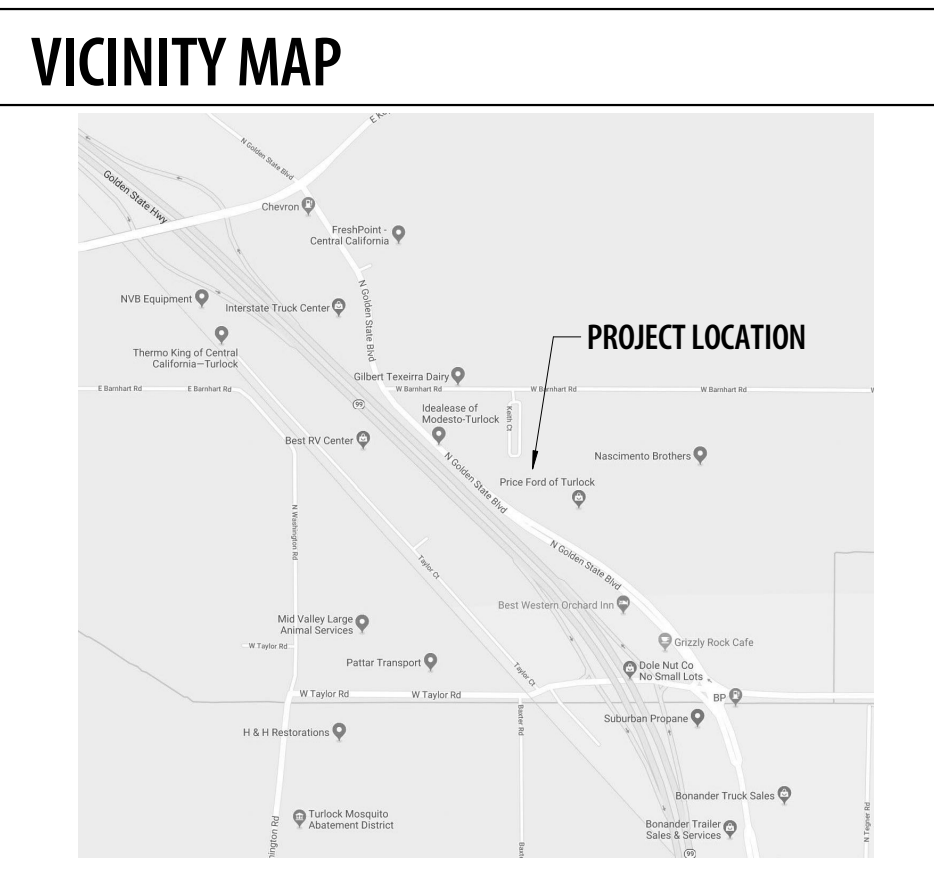 VICINITY MAP
E K
N Golden State Blvd
Golden State Hwy
Chevron
FreshPoint -
Central California
N Golden State Blvd
NVB Equipment
Interstate Truck Center
Thermo King of Central
California—Turlock
PROJECT LOCATION
Gilbert Texeirra Dairy
E Barnhart Rd
E Barnhart Rd
W Barnhart Rd
W Barnhart Rd
W Barnhart Rd
W
99
Idealease of
Modesto-Turlock
Keith Ct
Best RV Center
N Golden State Blvd
Nascimento Brothers
Price Ford of Turlock
N Washington Rd
N Golden State Blvd
Taylor Ct
Best Western Orchard Inn
Mid Valley Large
Animal Services
Grizzly Rock Cafe
W Taylor Rd
Pattar Transport
Taylor Ct
Dole Nut Co
No Small Lots
W Taylor Rd
W Taylor Rd
BP
Baxter Rd
Suburban Propane
H & H Restorations
Bonander Truck Sales
N Tegner Rd
Turlock Mosquito
Abatement District
Bonander Trailer
Sales & Services
hington Rd
Baxt
99